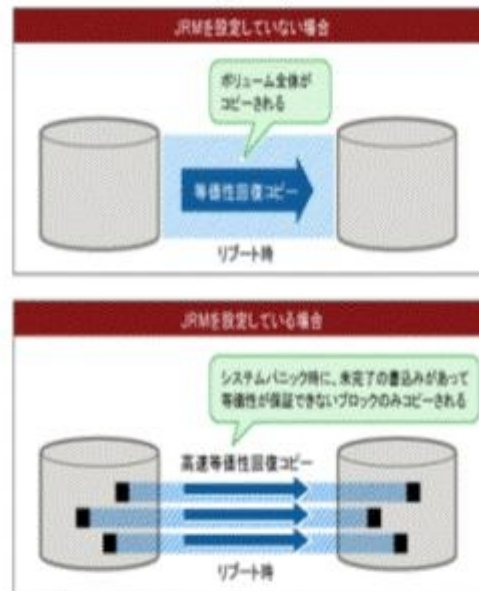 JRMを設定していない場合
ボリューム全体が
コピーされる
等価性回復コピー
リブート時
JRMを設定している場合
システムパニック時に、未完了の書込みがあって
等価性が保証できないブロックのみコピーされる
高速等価性回復コピー
リブート時